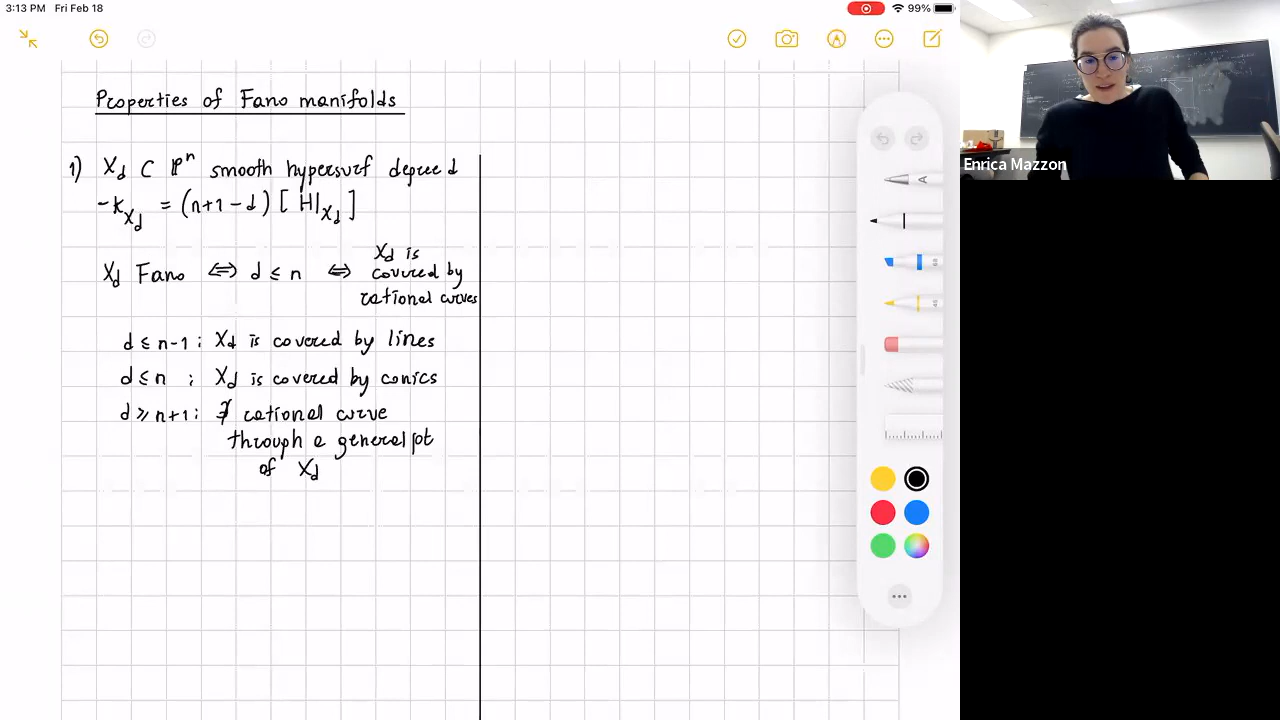 3:13 PM Fri Feb 18
99%
Properties of Fano manifolds
1) X_d ⊂ ℙ^n smooth hypersurf degree d
-K_{X_d} = (n+1-d) [H|_{X_d}]
X_d Fano ⟺ d ≤ n ⟺ X_d is
covered by
rational curves
d ≤ n-1 : X_d is covered by lines
d ≤ n ; X_d is covered by conics
d ≥ n+1 : ∄ rational curve
through a general pt
of X_d
Enrica Mazzon